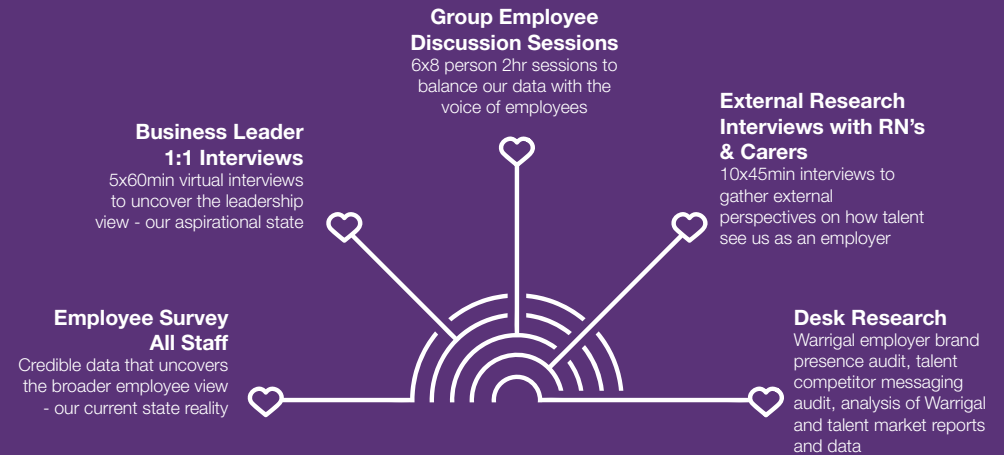 Group Employee
Discussion Sessions
6x8 person 2hr sessions to
balance our data with the
voice of employees
Business Leader
1:1 Interviews
5x60min virtual interviews
to uncover the leadership
view - our aspirational state
External Research
Interviews with RN's
& Carers
10x45min interviews to
gather external
perspectives on how talent
see us as an employer
Employee Survey
All Staff
Credible data that uncovers
the broader employee view
- our current state reality
Desk Research
Warrigal employer brand
presence audit, talent
competitor messaging
audit, analysis of Warrigal
and talent market reports
and data